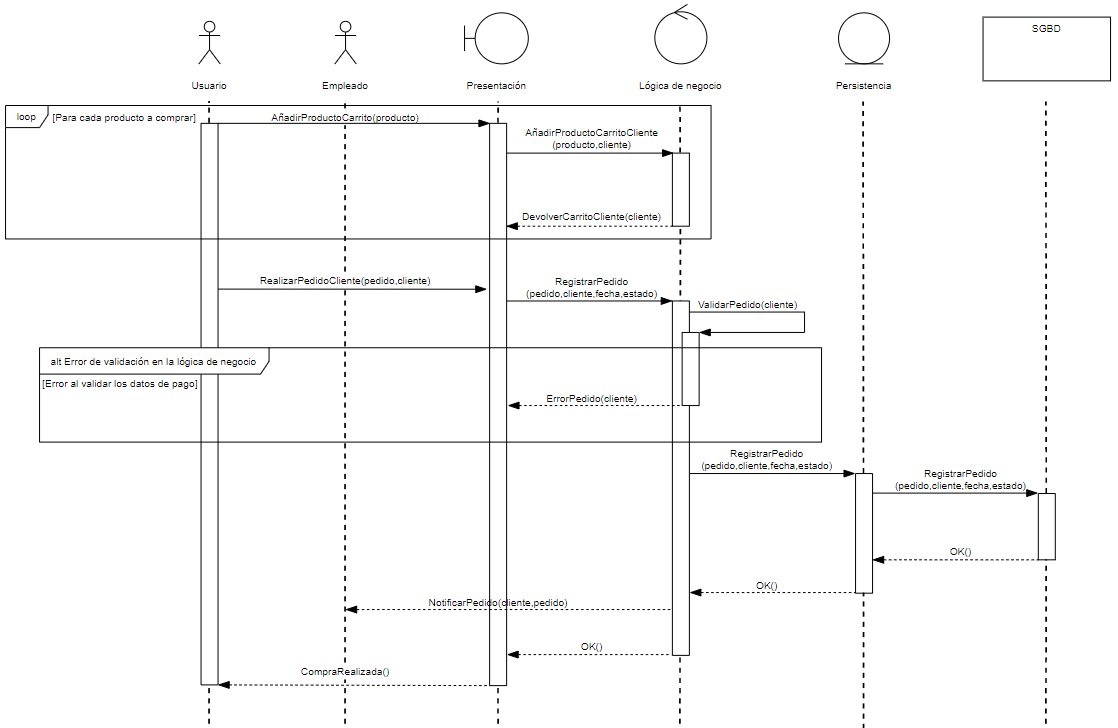 SGBD
Usuario
Empleado
Presentación
Lógica de negocio
Persistencia
loop
[Para cada producto a comprar]
AñadirProductoCarrito(producto)
AñadirProductoCarritoCliente
(producto,cliente)
DevolverCarritoCliente(cliente)
RealizarPedidoCliente(pedido,cliente)
RegistrarPedido
(pedido,cliente,fecha,estado)
ValidarPedido(cliente)
alt Error de validación en la lógica de negocio
[Error al validar los datos de pago]
ErrorPedido(cliente)
RegistrarPedido
(pedido,cliente,fecha,estado)
RegistrarPedido
(pedido,cliente,fecha,estado)
OK()
OK()
NotificarPedido(cliente,pedido)
OK()
CompraRealizada()